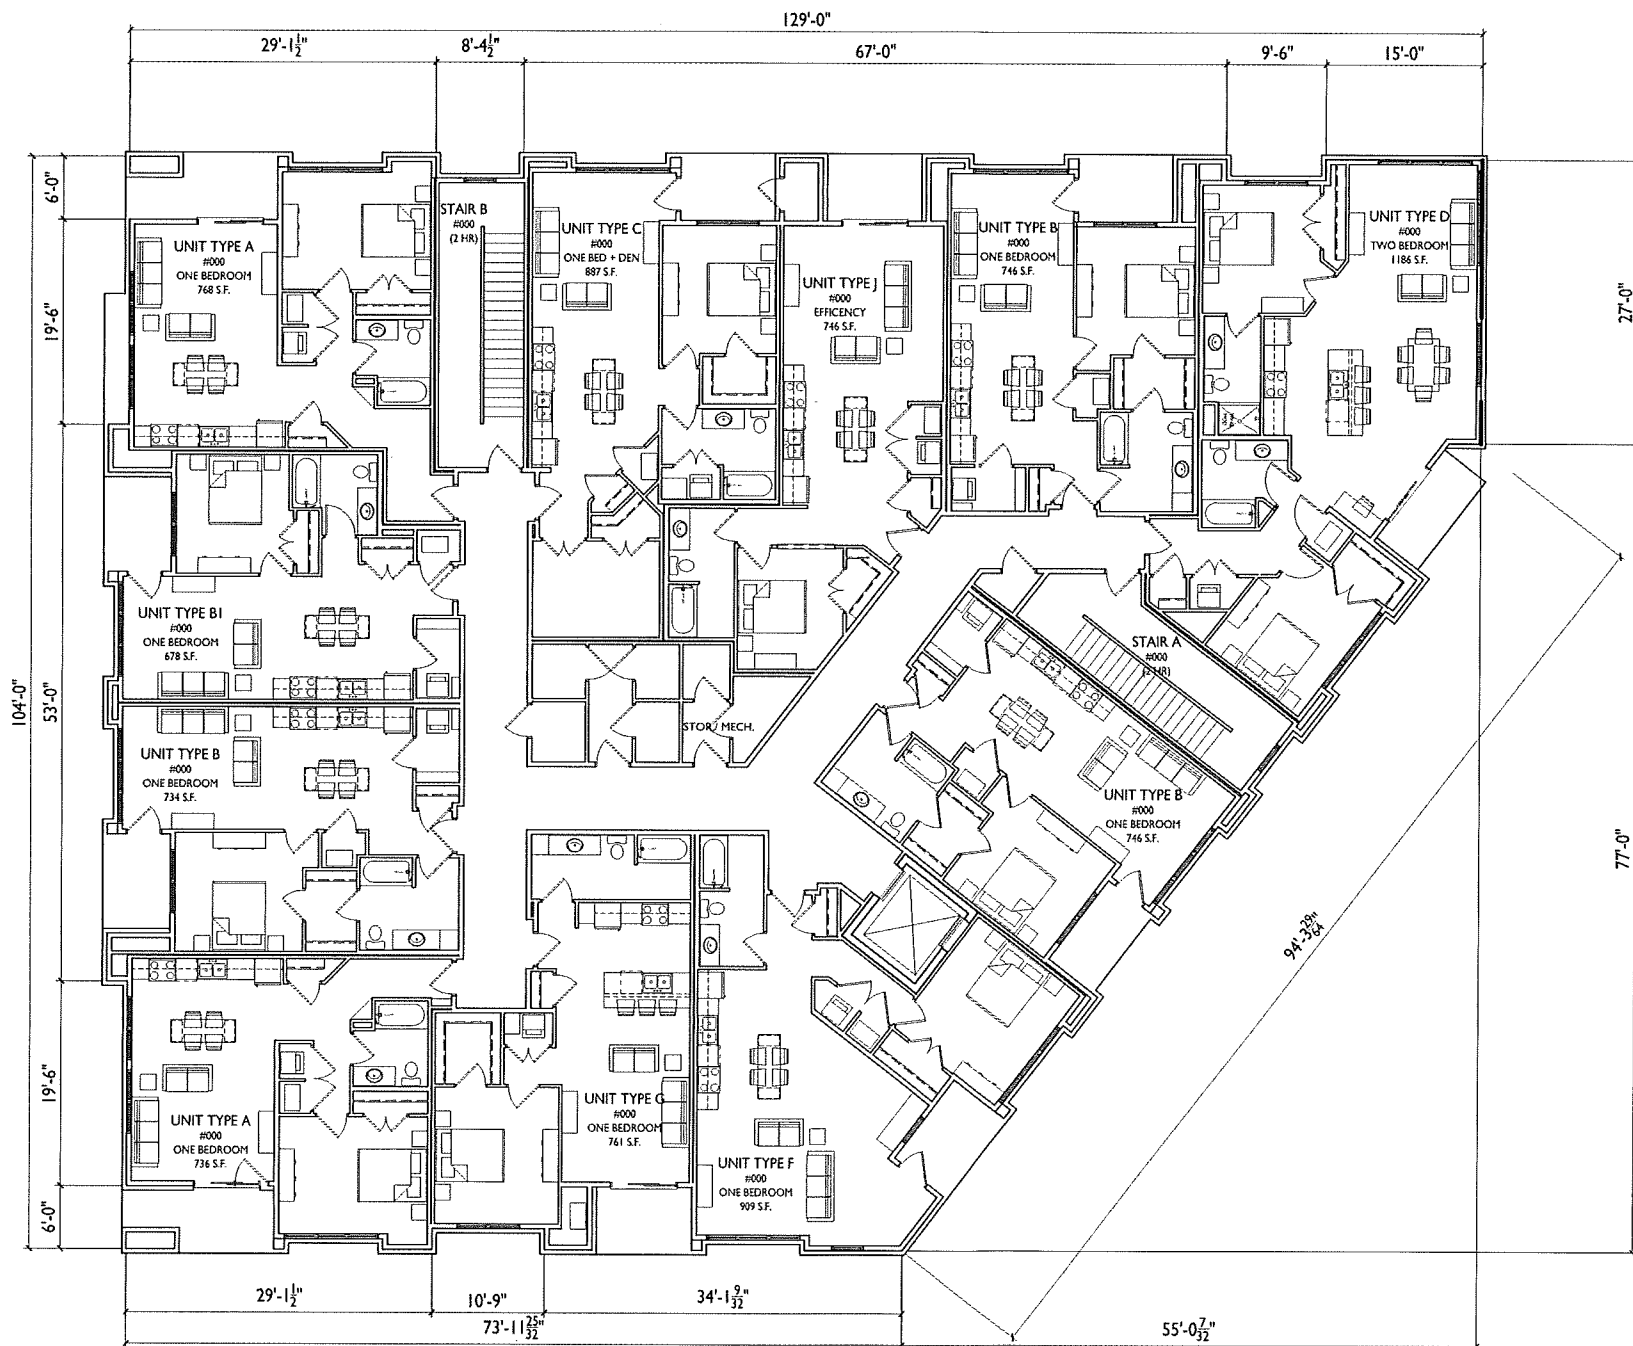 129'-0"
29'-1 1/2"
8'-4 1/2"
67'-0"
9'-6"
15'-0"
6'-0"
19'-6"
53'-0"
104'-0"
19'-6"
6'-0"
27'-0"
77'-0"
94'-3 29/64"
UNIT TYPE A
#000
ONE BEDROOM
768 S.F.
STAIR B
#000
(2 HR)
UNIT TYPE C
#000
ONE BED + DEN
887 S.F.
UNIT TYPE J
#000
EFFICENCY
746 S.F.
UNIT TYPE B
#000
ONE BEDROOM
746 S.F.
UNIT TYPE D
#000
TWO BEDROOM
1186 S.F.
UNIT TYPE B1
#000
ONE BEDROOM
678 S.F.
STAIR A
#000
(2 HR)
UNIT TYPE B
#000
ONE BEDROOM
734 S.F.
STOR/ MECH.
UNIT TYPE B
#000
ONE BEDROOM
746 S.F.
UNIT TYPE A
#000
ONE BEDROOM
736 S.F.
UNIT TYPE G
#000
ONE BEDROOM
761 S.F.
UNIT TYPE F
#000
ONE BEDROOM
909 S.F.
29'-1 1/2"
10'-9"
34'-1 9/32"
73'-11 25/32"
55'-0 7/32"